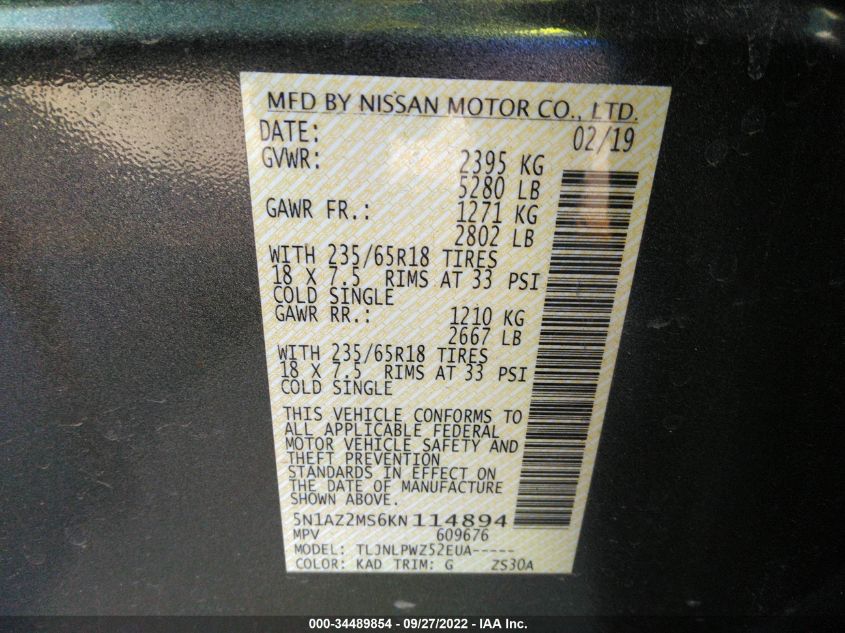 MFD BY NISSAN MOTOR CO., LTD.
DATE: 02/19
GVWR: 2395 KG
5280 LB
GAWR FR.: 1271 KG
2802 LB
WITH 235/65R18 TIRES
18 X 7.5 RIMS AT 33 PSI
COLD SINGLE
GAWR RR.: 1210 KG
2667 LB
WITH 235/65R18 TIRES
18 X 7.5 RIMS AT 33 PSI
COLD SINGLE
THIS VEHICLE CONFORMS TO
ALL APPLICABLE FEDERAL
MOTOR VEHICLE SAFETY AND
THEFT PREVENTION
STANDARDS IN EFFECT ON
THE DATE OF MANUFACTURE
SHOWN ABOVE.
5N1AZ2MS6KN114894
MPV 609676
MODEL: TLJNLPWZ52EUA-----
COLOR: KAD TRIM: G ZS30A
000-34489854 - 09/27/2022 - IAA Inc.